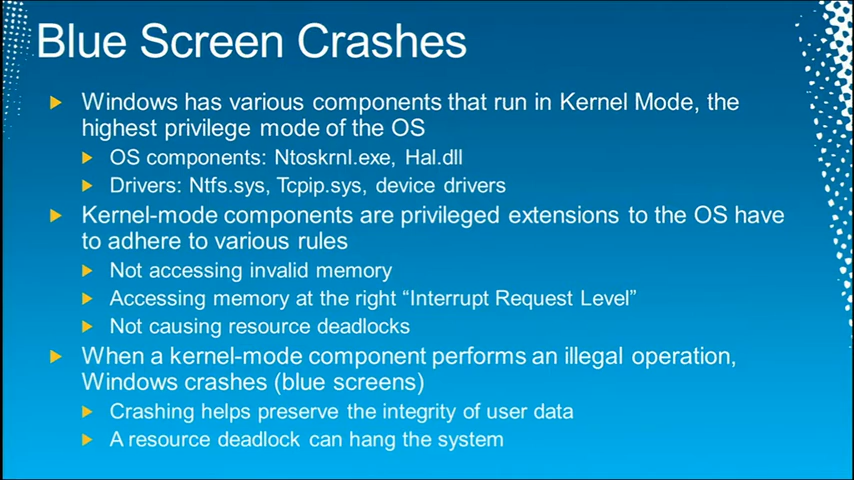 Blue Screen Crashes
Windows has various components that run in Kernel Mode, the
highest privilege mode of the OS
OS components: Ntoskrnl.exe, Hal.dll
Drivers: Ntfs.sys, Tcpip.sys, device drivers
Kernel-mode components are privileged extensions to the OS have
to adhere to various rules
Not accessing invalid memory
Accessing memory at the right “Interrupt Request Level”
Not causing resource deadlocks
When a kernel-mode component performs an illegal operation,
Windows crashes (blue screens)
Crashing helps preserve the integrity of user data
A resource deadlock can hang the system